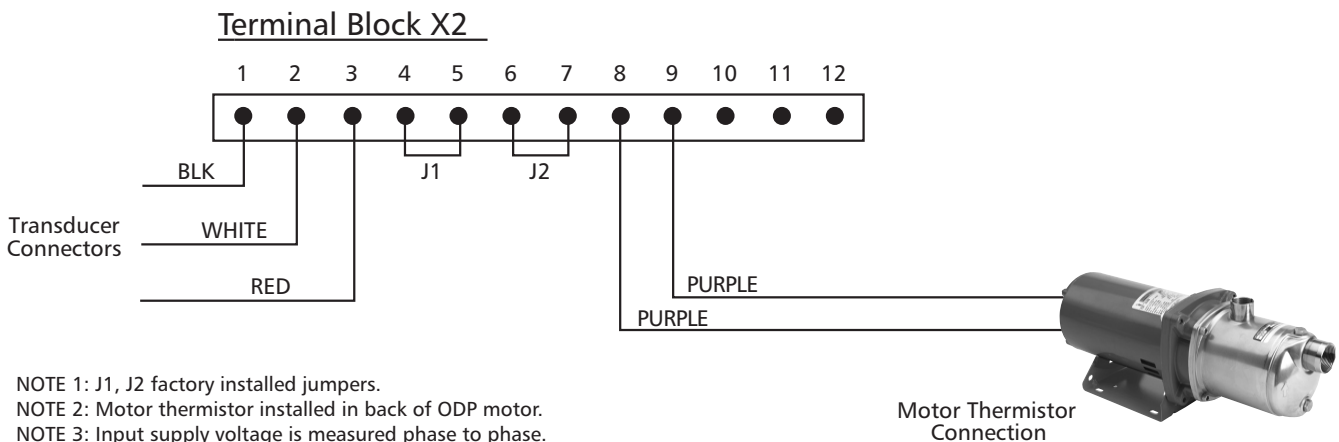 Terminal Block X2
1 2 3 4 5 6 7 8 9 10 11 12
J1 J2
BLK
Transducer
Connectors
WHITE
RED
PURPLE
PURPLE
NOTE 1: J1, J2 factory installed jumpers.
NOTE 2: Motor thermistor installed in back of ODP motor.
NOTE 3: Input supply voltage is measured phase to phase.
Motor Thermistor
Connection